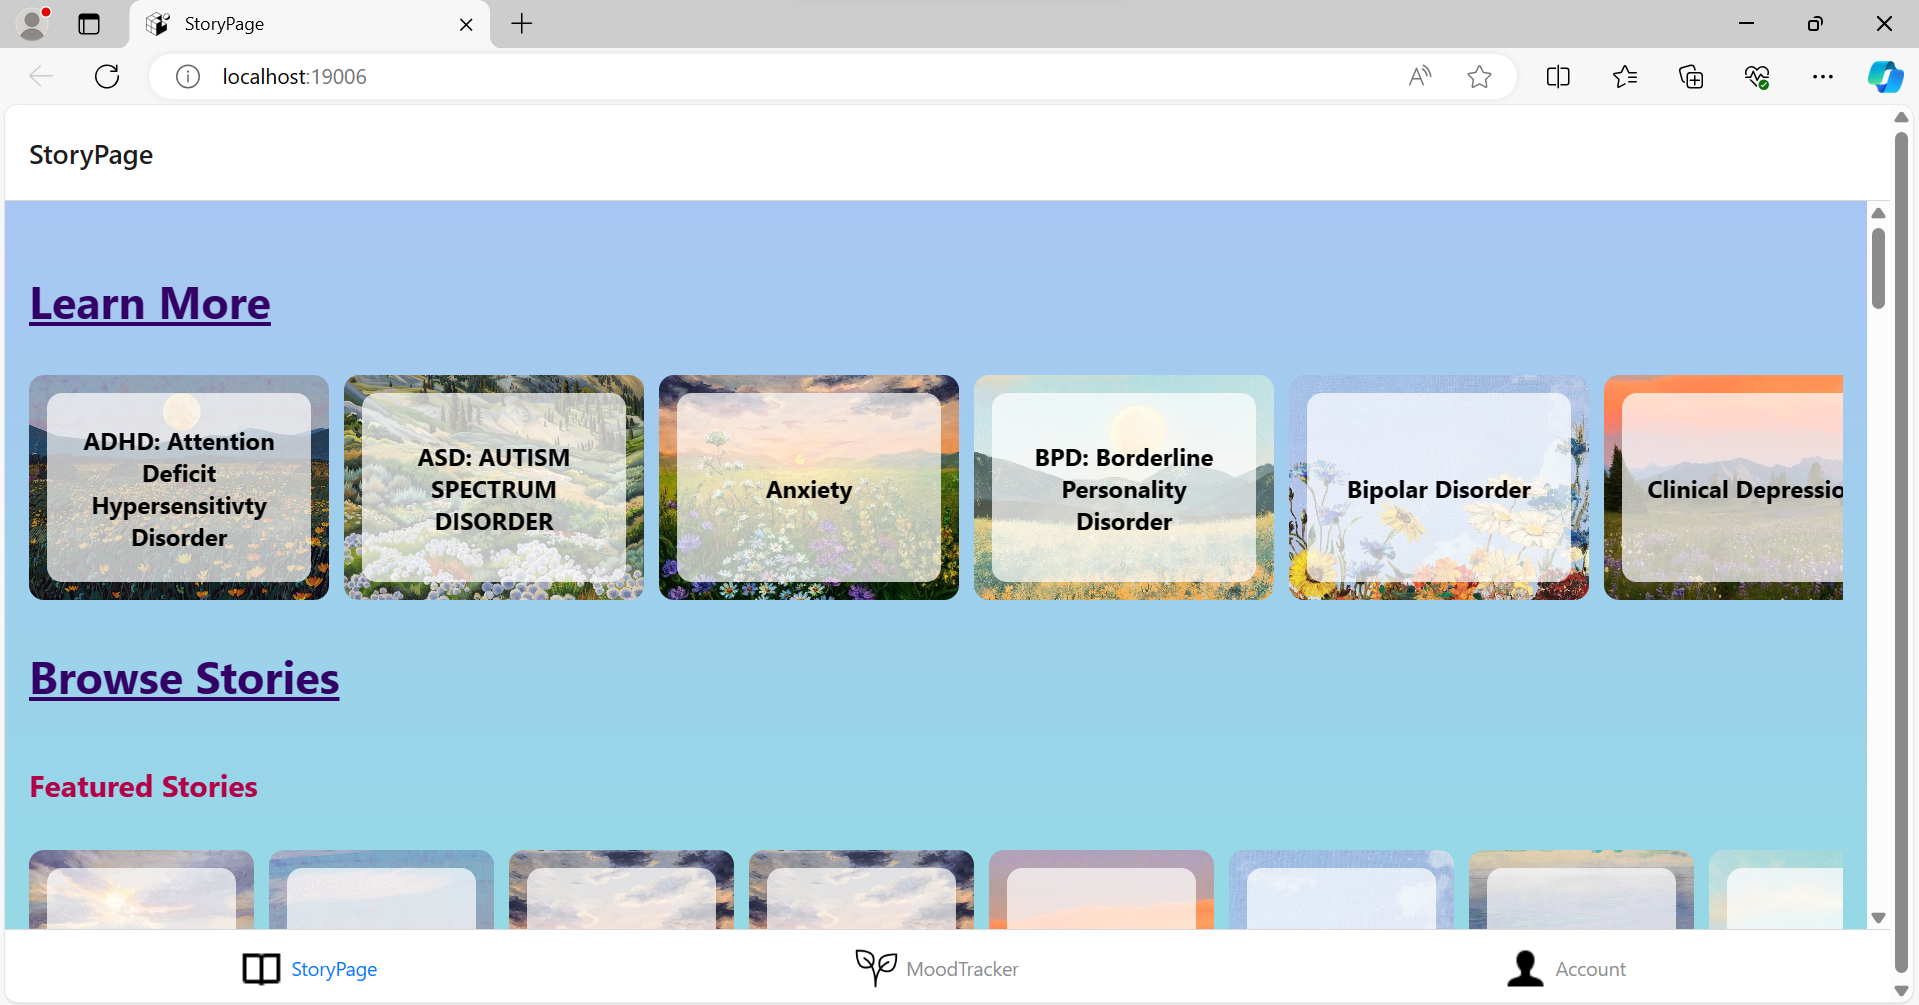 StoryPage
localhost:19006
StoryPage
Learn More
ADHD: Attention
Deficit
Hypersensitivty
Disorder
ASD: AUTISM
SPECTRUM
DISORDER
Anxiety
BPD: Borderline
Personality
Disorder
Bipolar Disorder
Clinical Depressio
Browse Stories
Featured Stories
StoryPage
MoodTracker
Account